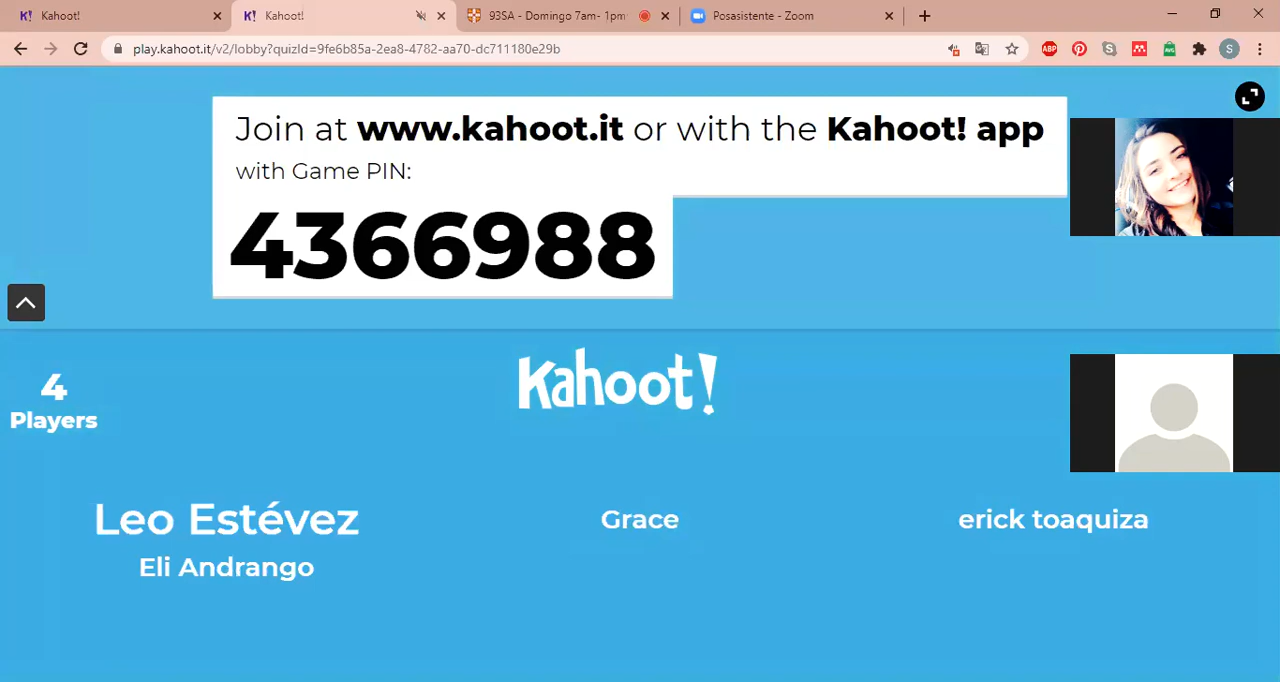 Kahoot!
Kahoot!
93SA - Domingo 7am- 1pm
Posasistente - Zoom
play.kahoot.it/v2/lobby?quizId=9fe6b85a-2ea8-4782-aa70-dc711180e29b
ABP
S
Join at www.kahoot.it or with the Kahoot! app
with Game PIN:
4366988
Kahoot!
4
Players
Leo Estévez
Grace
erick toaquiza
Eli Andrango